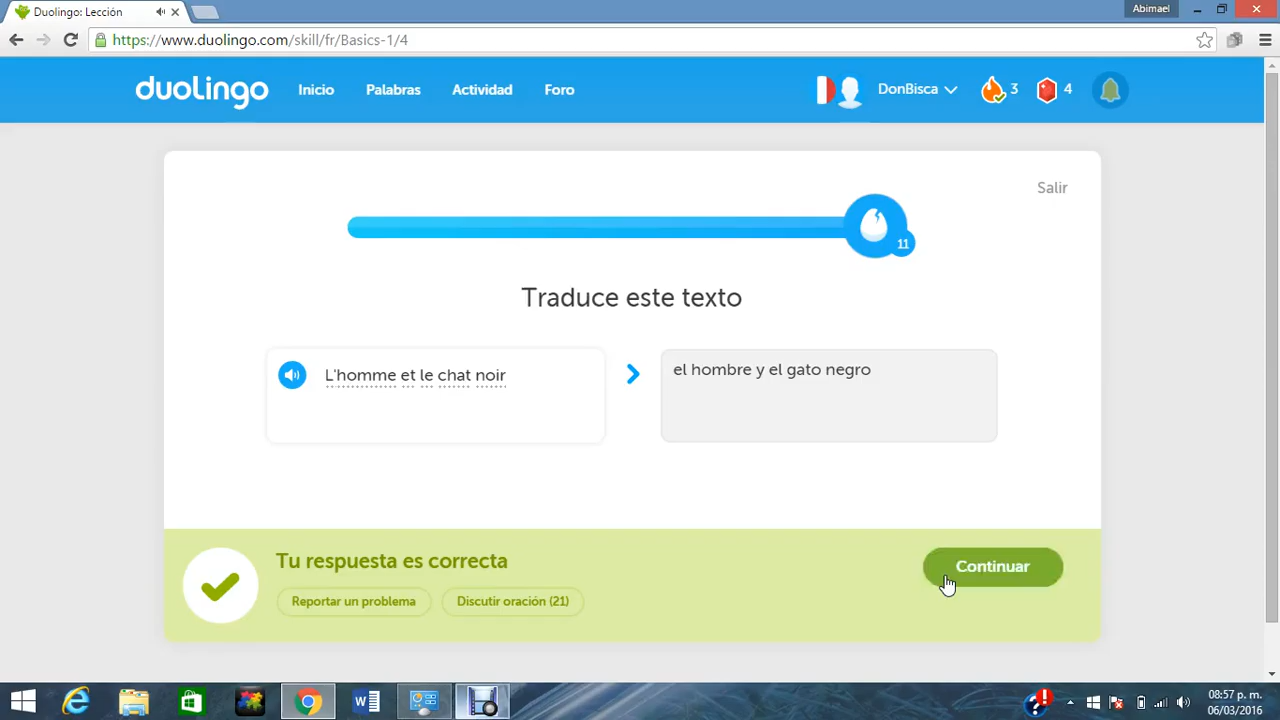 Duolingo: Lección
Abimael
https://www.duolingo.com/skill/fr/Basics-1/4
duolingo
Inicio
Palabras
Actividad
Foro
DonBisca
3
4
Salir
11
Traduce este texto
L'homme et le chat noir
el hombre y el gato negro
Tu respuesta es correcta
Continuar
Reportar un problema
Discutir oración (21)
08:57 p. m.
06/03/2016